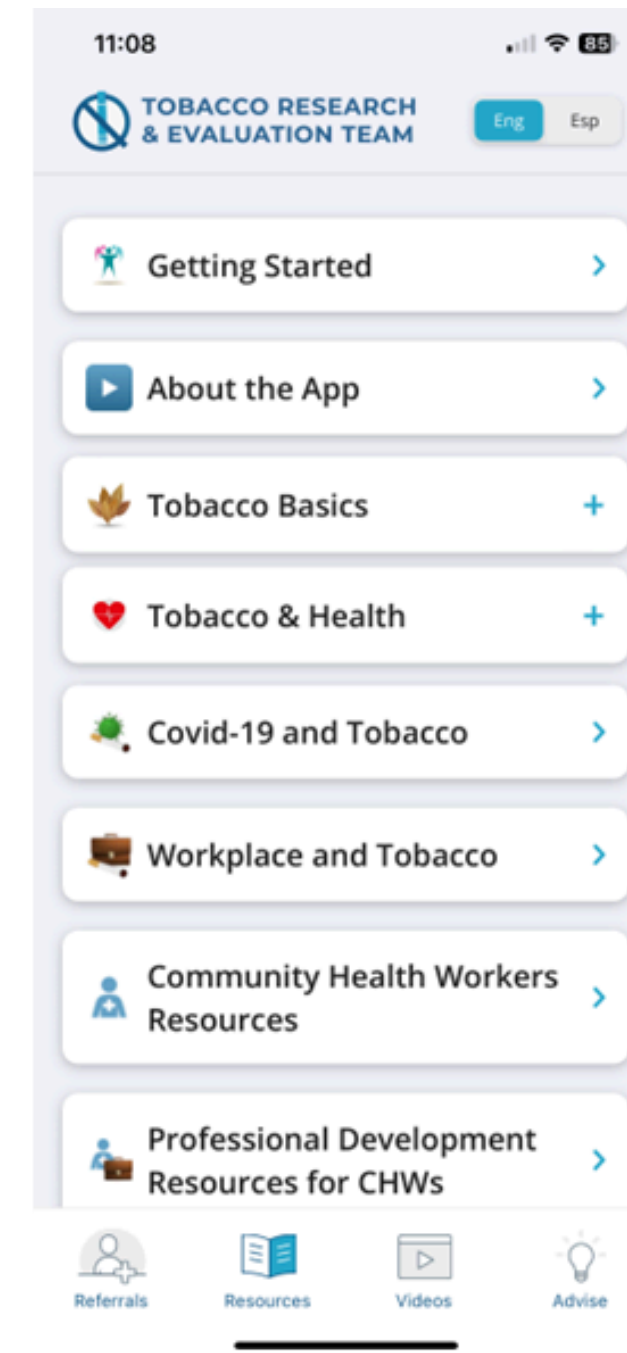 11:08
85
TOBACCO RESEARCH
& EVALUATION TEAM
Eng Esp
Getting Started
About the App
Tobacco Basics
Tobacco & Health
Covid-19 and Tobacco
Workplace and Tobacco
Community Health Workers
Resources
Professional Development
Resources for CHWs
Referrals Resources Videos Advise